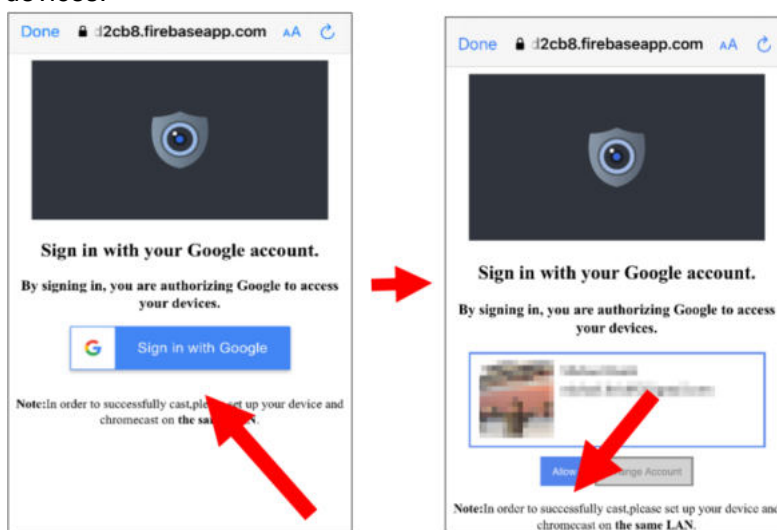 devices.
Done d2cb8.firebaseapp.com AA
Sign in with your Google account.
By signing in, you are authorizing Google to access
your devices.
G Sign in with Google
Note:In order to successfully cast,please set up your device and
chromecast on the same
Done d2cb8.firebaseapp.com AA
Sign in with your Google account.
By signing in, you are authorizing Google to access
your devices.
Allow Change Account
Note:In order to successfully cast,please set up your device and
chromecast on the same LAN.